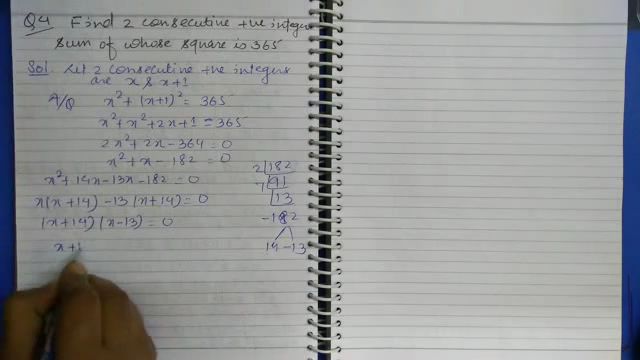 Q4 Find 2 consecutive +ve integer
sum of whose square is 365
Sol Let 2 consecutive +ve integers
are x & x+1
A/Q x² + (x+1)² = 365
x² + x² + 2x + 1 = 365
2x² + 2x - 364 = 0
x² + x - 182 = 0
x² + 14x - 13x - 182 = 0
x(x+14) - 13(x+14) = 0
(x+14)(x-13) = 0
x+1
2 182
7 91
13
-182
14 -13